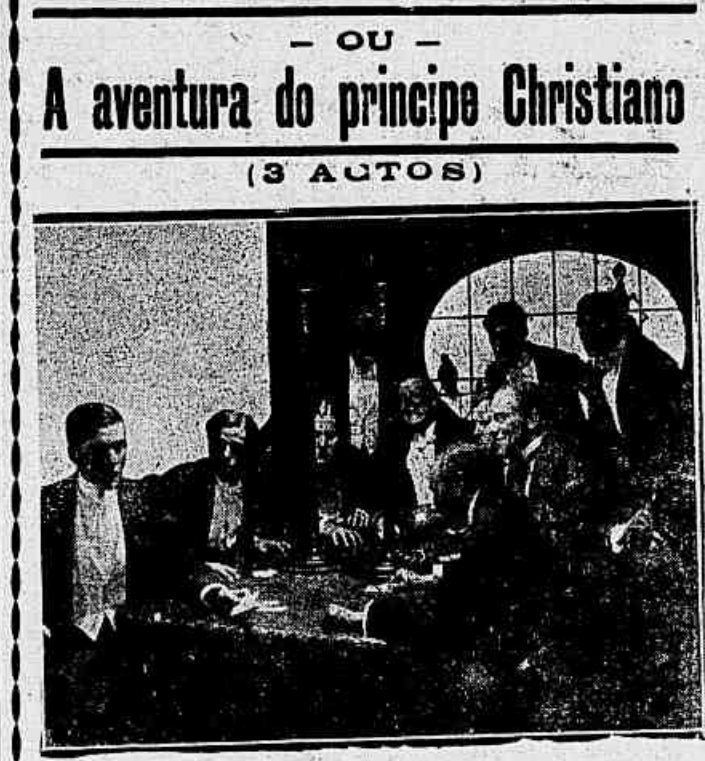 – OU –
A aventura do principe Christiano
(3 ACTOS)